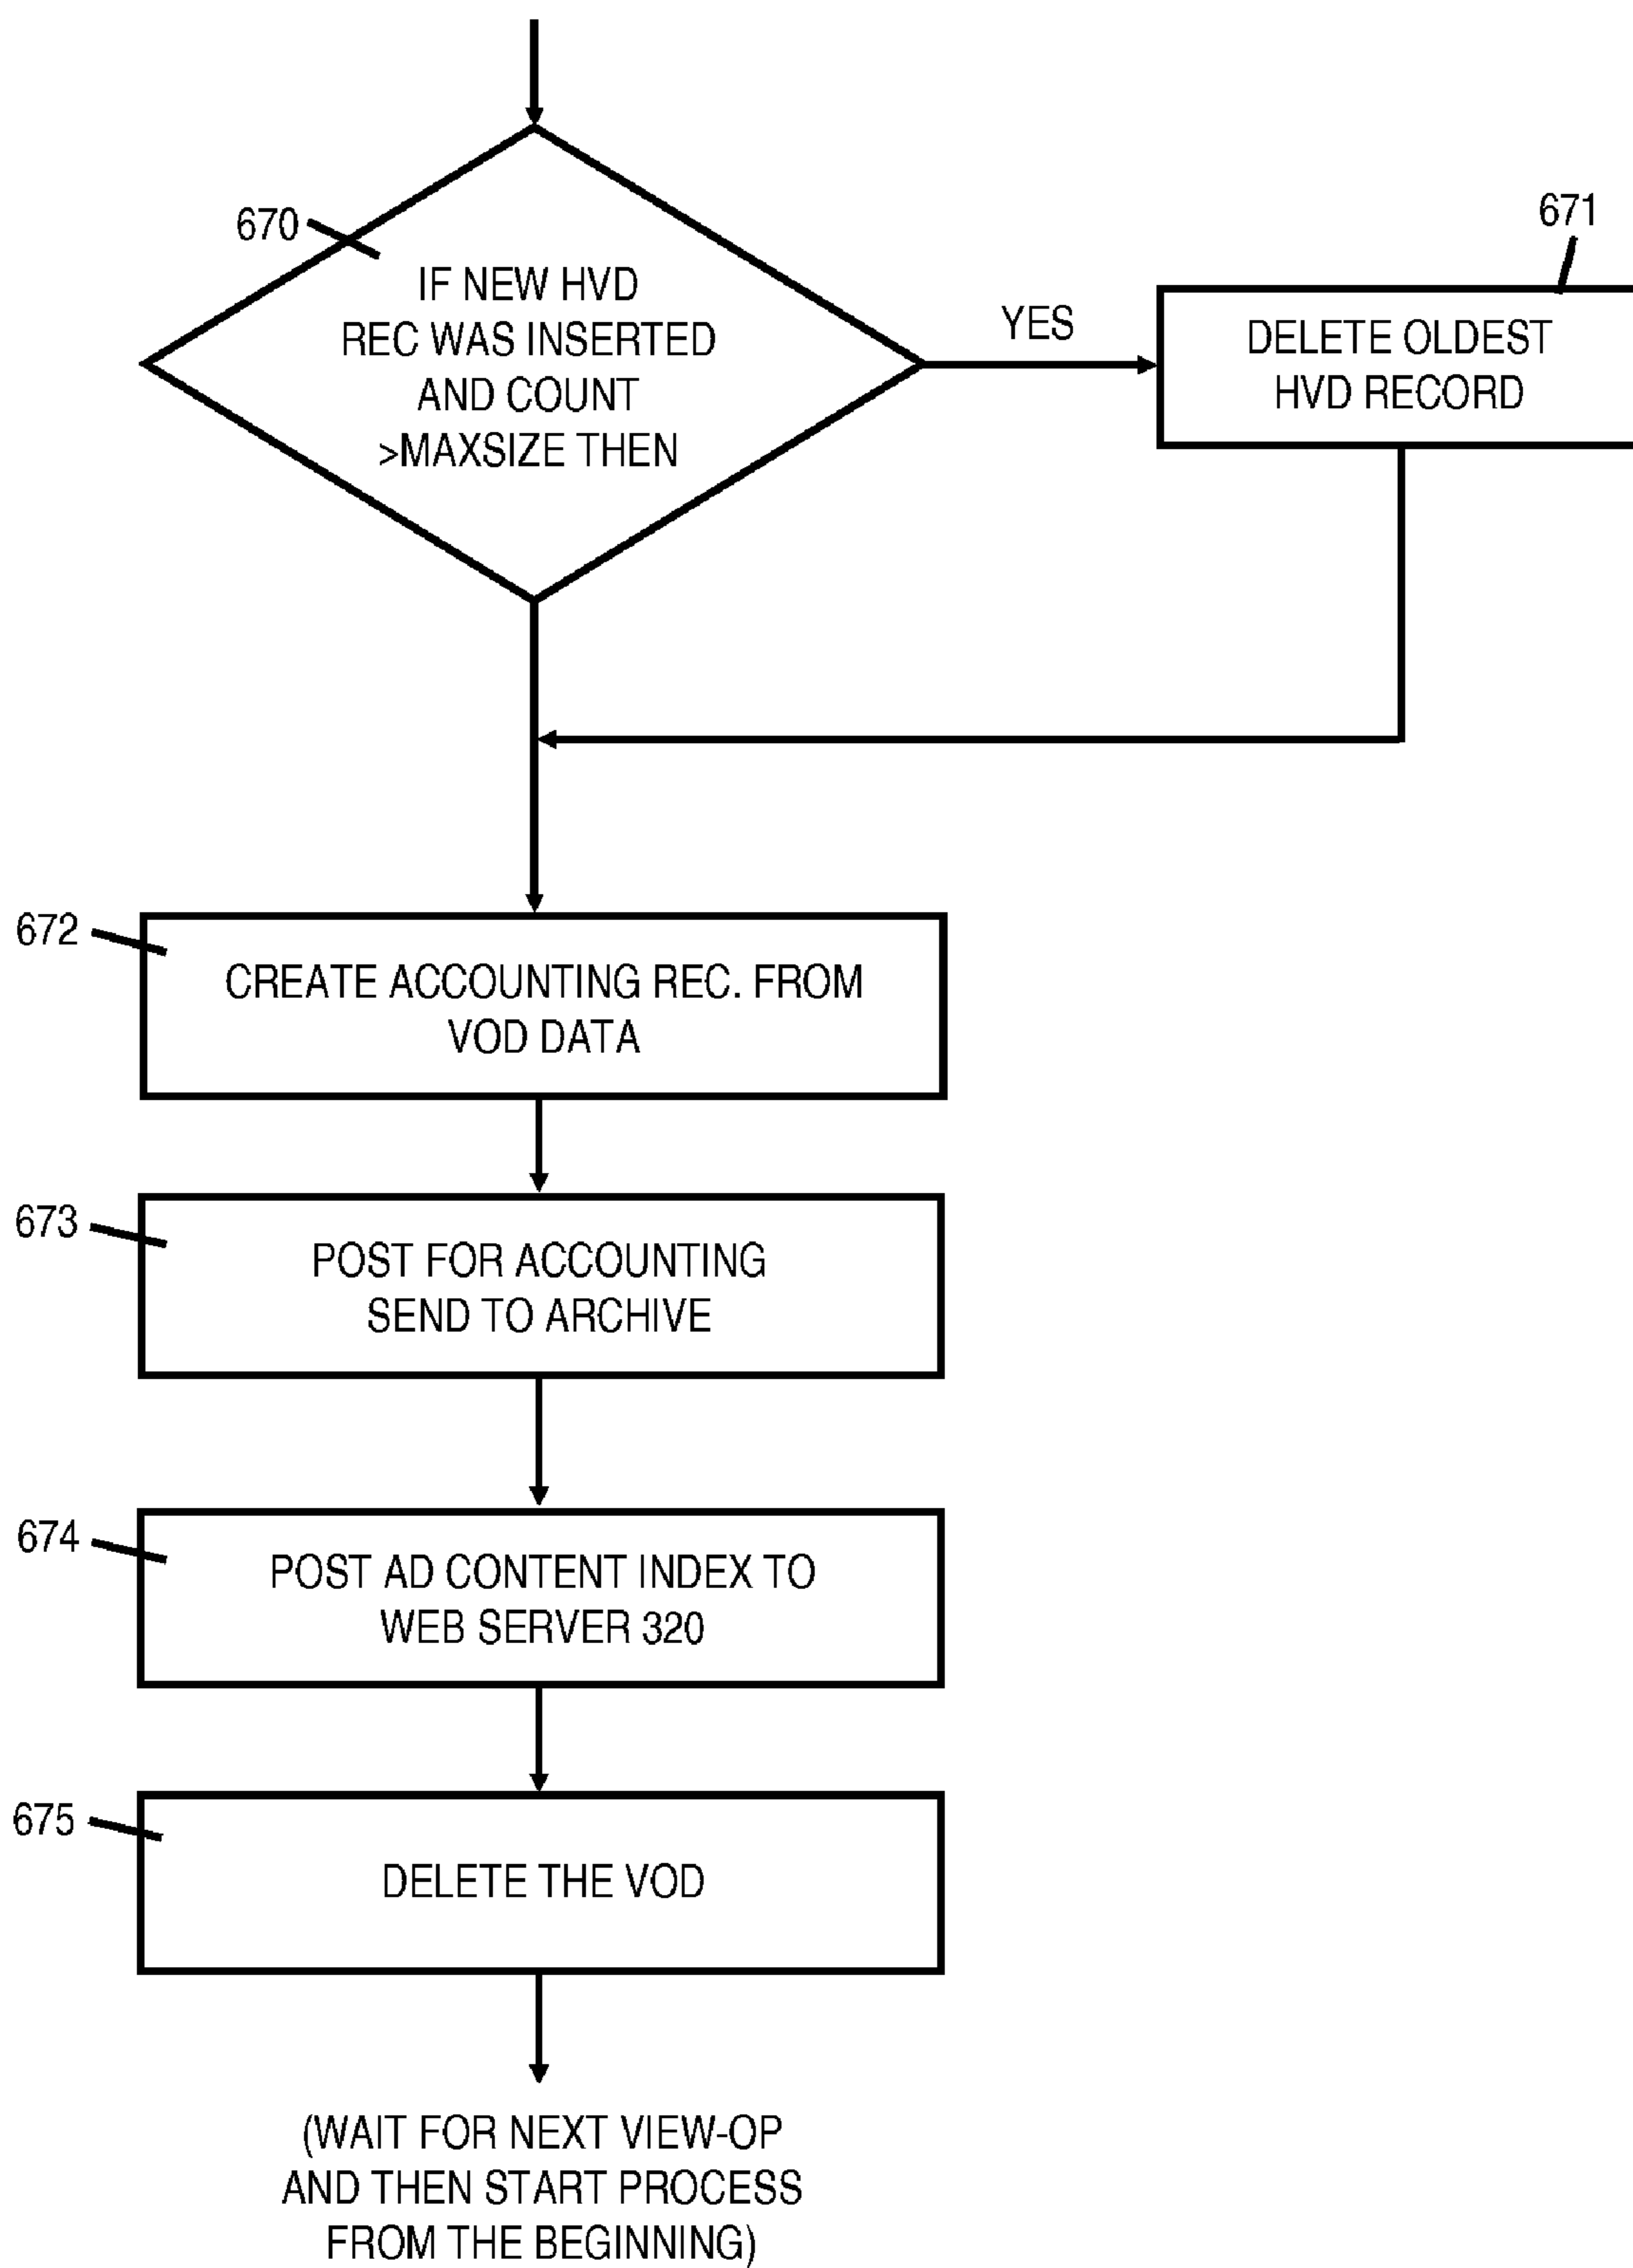 670
IF NEW HVD
REC WAS INSERTED
AND COUNT
>MAXSIZE THEN
YES
671
DELETE OLDEST
HVD RECORD
672
CREATE ACCOUNTING REC. FROM
VOD DATA
673
POST FOR ACCOUNTING
SEND TO ARCHIVE
674
POST AD CONTENT INDEX TO
WEB SERVER 320
675
DELETE THE VOD
(WAIT FOR NEXT VIEW-OP
AND THEN START PROCESS
FROM THE BEGINNING)